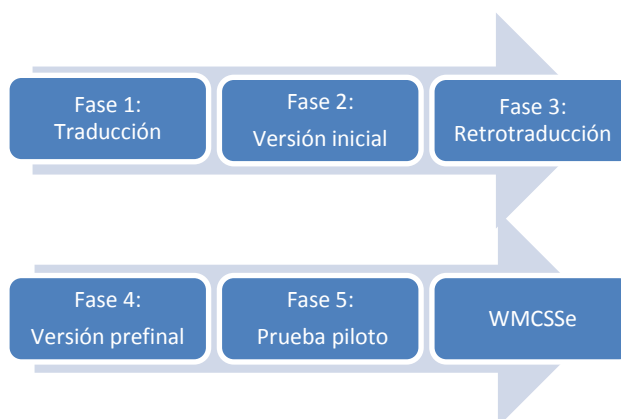 Fase 1:
Traducción
Fase 2:
Versión inicial
Fase 3:
Retrotraducción
Fase 4:
Versión prefinal
Fase 5:
Prueba piloto
WMCSSe